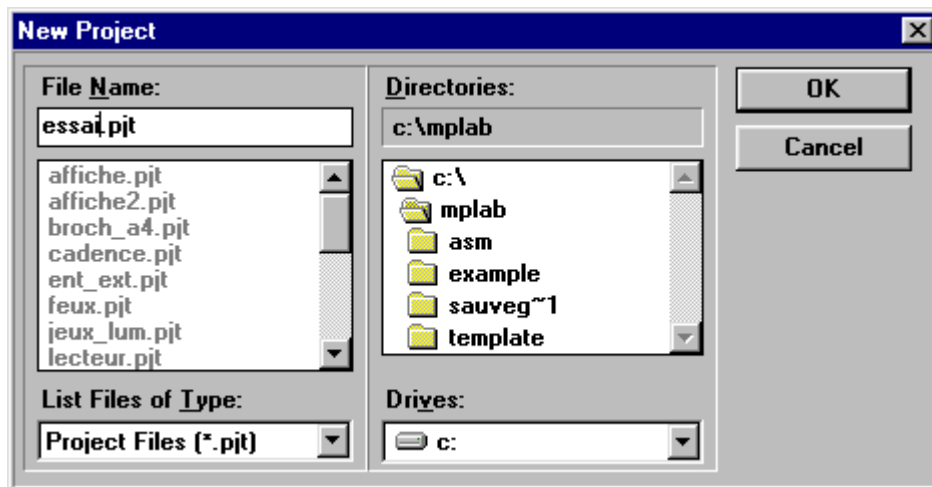 New Project
File Name:
essai.pjt
affiche.pjt
affiche2.pjt
broch_a4.pjt
cadence.pjt
ent_ext.pjt
feux.pjt
jeux_lum.pjt
lecteur.pjt
List Files of Type:
Project Files (*.pjt)
Directories:
c:\mplab
c:\
mplab
asm
example
sauveg~1
template
Drives:
c:
OK
Cancel